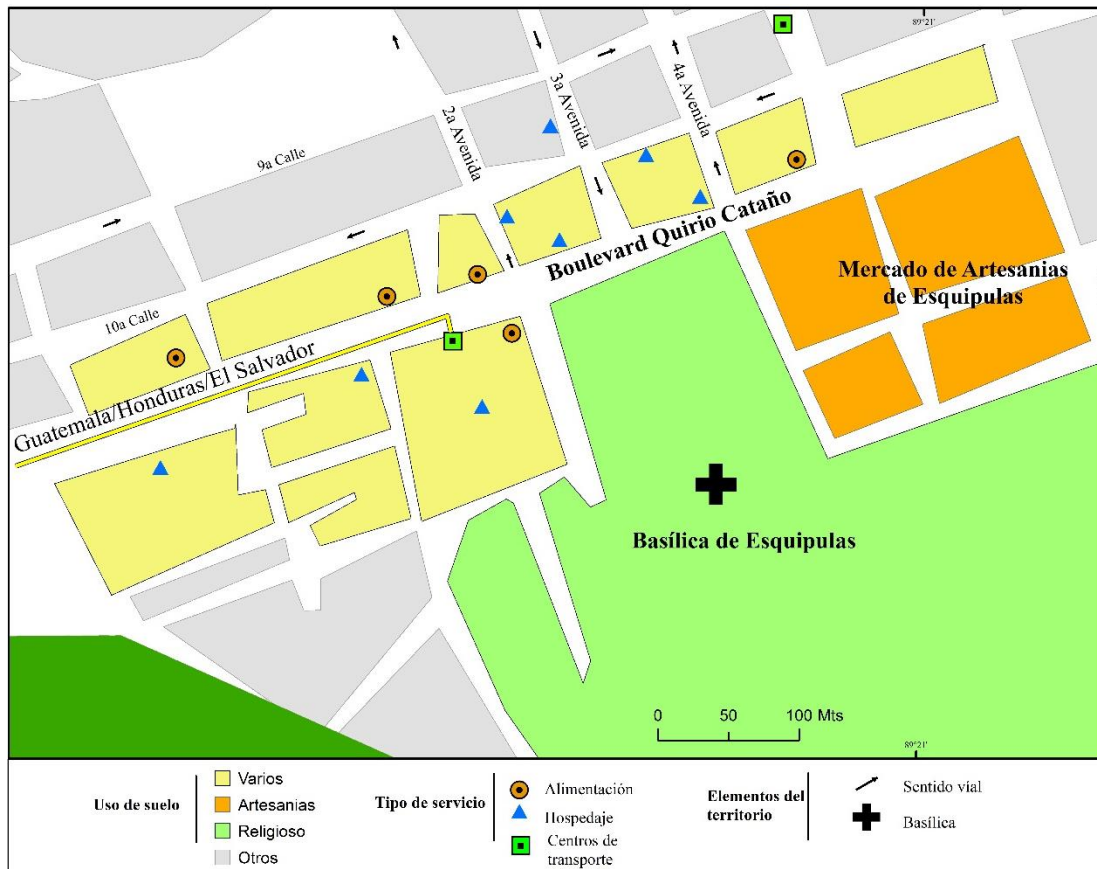 89°21'
2a Avenida
3a Avenida
4a Avenida
9a Calle
Boulevard Quirio Cataño
Mercado de Artesanias
de Esquipulas
10a Calle
Guatemala/Honduras/El Salvador
Basílica de Esquipulas
0 50 100 Mts
89°21'
Uso de suelo
Varios
Artesanias
Religioso
Otros
Tipo de servicio
Alimentación
Hospedaje
Centros de
transporte
Elementos del
territorio
Sentido víal
Basílica